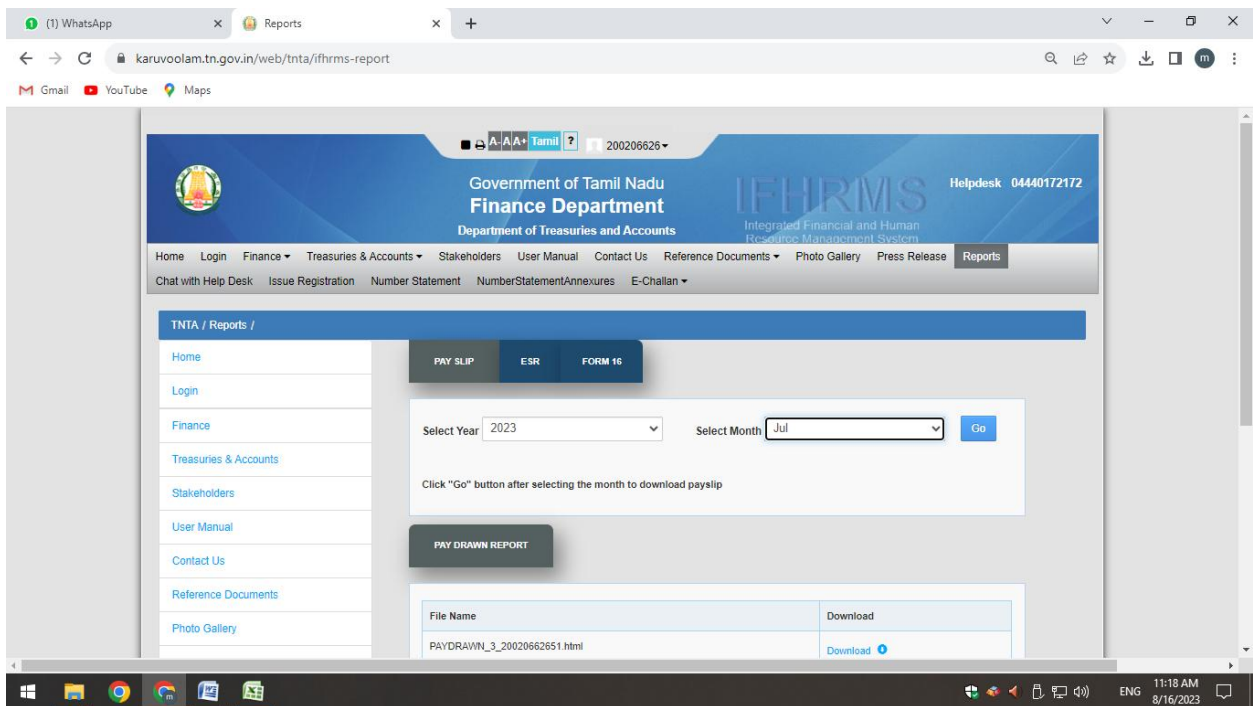 (1) WhatsApp
Reports
karuvoolam.tn.gov.in/web/tnta/ifhrms-report
m
Gmail YouTube Maps
A- A A+ Tamil ? 200206626
Government of Tamil Nadu
Finance Department
Department of Treasuries and Accounts
IFHRMS
Integrated Financial and Human
Resource Management System
Helpdesk 04440172172
Home Login Finance Treasuries & Accounts Stakeholders User Manual Contact Us Reference Documents Photo Gallery Press Release Reports
Chat with Help Desk Issue Registration Number Statement NumberStatementAnnexures E-Challan
TNTA / Reports /
Home
Login
Finance
Treasuries & Accounts
Stakeholders
User Manual
Contact Us
Reference Documents
Photo Gallery
PAY SLIP ESR FORM 16
Select Year 2023 Select Month Jul Go
Click "Go" button after selecting the month to download payslip
PAY DRAWN REPORT
File Name Download
PAYDRAWN_3_20020662651.html Download
ENG 11:18 AM
8/16/2023